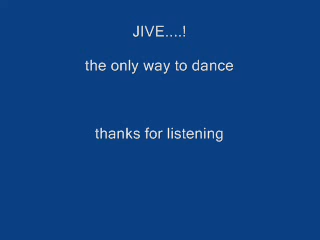 JIVE....!
the only way to dance
thanks for listening